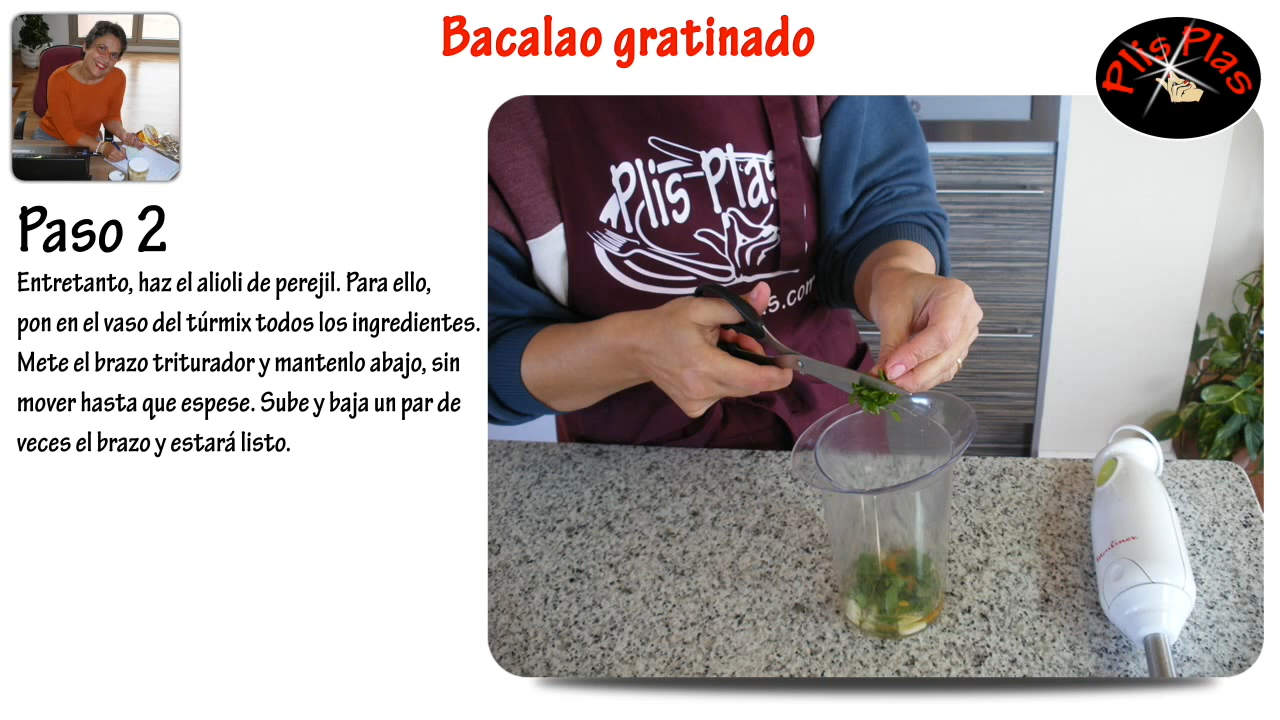 Bacalao gratinado
Plis Plas
Paso 2
Entretanto, haz el alioli de perejil. Para ello,
pon en el vaso del túrmix todos los ingredientes.
Mete el brazo triturador y mantenlo abajo, sin
mover hasta que espese. Sube y baja un par de
veces el brazo y estará listo.
Plis Plas
s.com
Moulinex